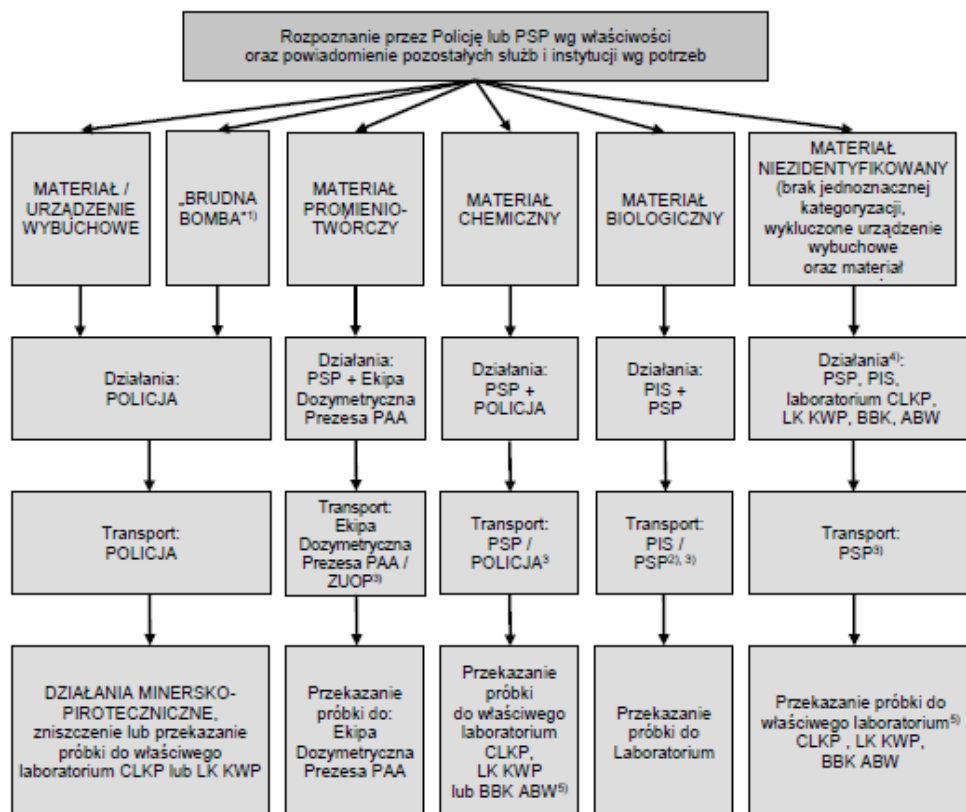 Rozpoznanie przez Policję lub PSP wg właściwości
oraz powiadomienie pozostałych służb i instytucji wg potrzeb
MATERIAŁ /
URZĄDZENIE
WYBUCHOWE
„BRUDNA
BOMBA”¹⁾
MATERIAŁ
PROMIENIO-
TWÓRCZY
MATERIAŁ
CHEMICZNY
MATERIAŁ
BIOLOGICZNY
MATERIAŁ
NIEZIDENTYFIKOWANY
(brak jednoznacznej
kategoryzacji,
wykluczone urządzenie
wybuchowe
oraz materiał
Działania:
POLICJA
Działania:
PSP + Ekipa
Dozymetryczna
Prezesa PAA
Działania:
PSP +
POLICJA
Działania:
PIS +
PSP
Działania⁴⁾:
PSP, PIS,
laboratorium CLKP,
LK KWP, BBK, ABW
Transport:
POLICJA
Transport:
Ekipa
Dozymetryczna
Prezesa PAA /
ZUOP³⁾
Transport:
PSP /
POLICJA³
Transport:
PIS /
PSP²⁾, ³⁾
Transport:
PSP³⁾
DZIAŁANIA MINERSKO-
PIROTECZNICZNE,
zniszczenie lub przekazanie
próbki do właściwego
laboratorium CLKP lub LK KWP
Przekazanie
próbki do:
Ekipa
Dozymetryczna
Prezesa PAA
Przekazanie
próbki
do właściwego
laboratorium
CLKP,
LK KWP
lub BBK ABW⁵⁾
Przekazanie
próbki do
Laboratorium
Przekazanie próbki do
właściwego laboratorium⁵⁾
CLKP , LK KWP,
BBK ABW